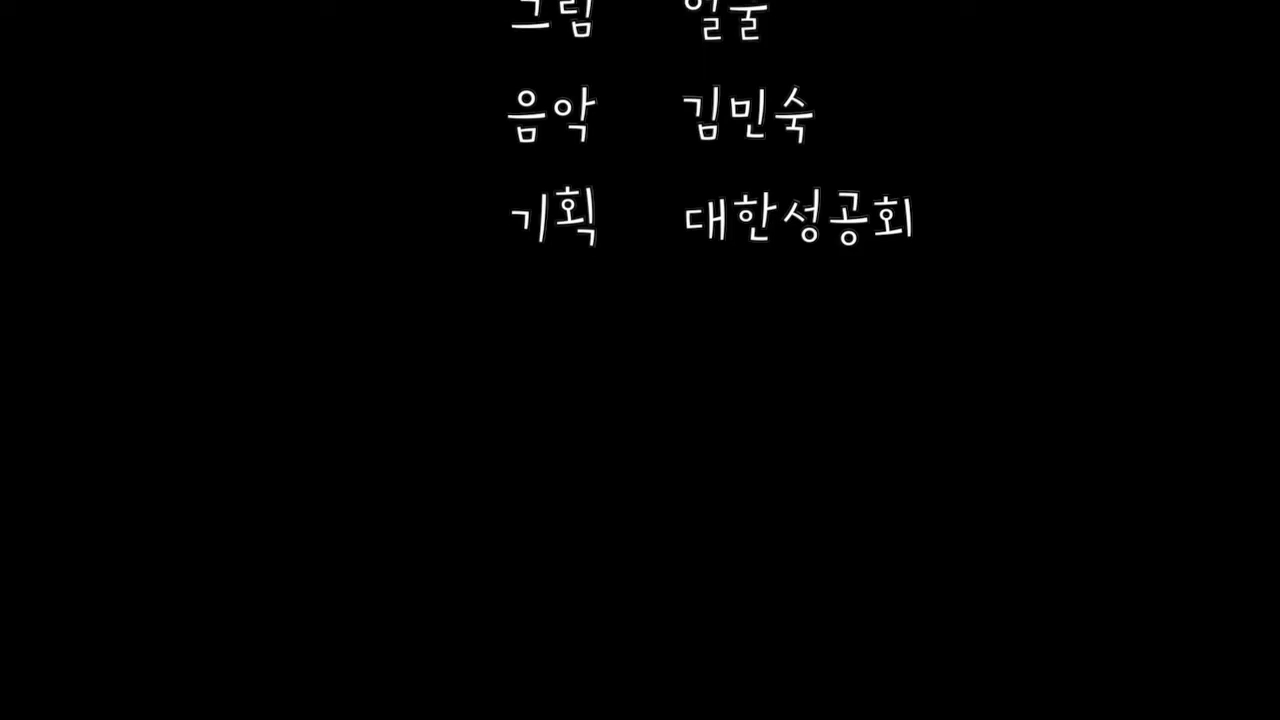 그림
음악 김민숙
기획 대한성공회